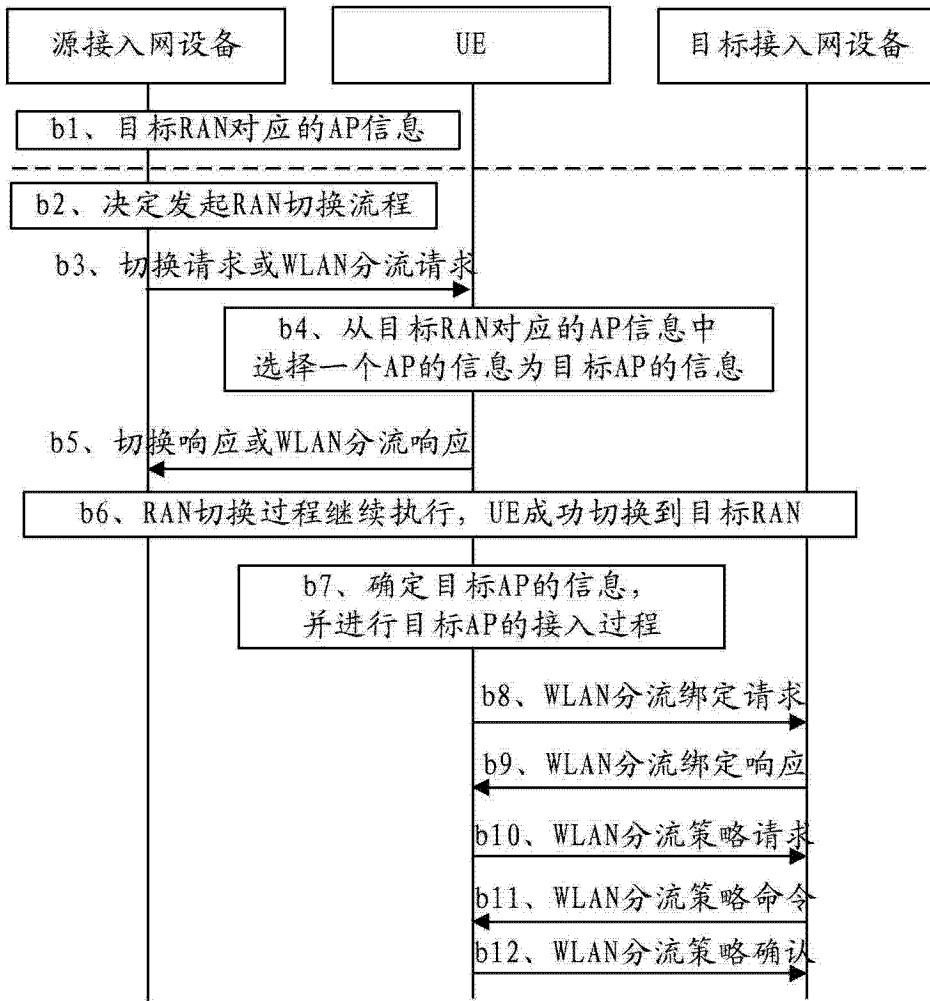 源接入网设备
UE
目标接入网设备
b1、目标RAN对应的AP信息
b2、决定发起RAN切换流程
b3、切换请求或WLAN分流请求
b4、从目标RAN对应的AP信息中
选择一个AP的信息为目标AP的信息
b5、切换响应或WLAN分流响应
b6、RAN切换过程继续执行，UE成功切换到目标RAN
b7、确定目标AP的信息，
并进行目标AP的接入过程
b8、WLAN分流绑定请求
b9、WLAN分流绑定响应
b10、WLAN分流策略请求
b11、WLAN分流策略命令
b12、WLAN分流策略确认